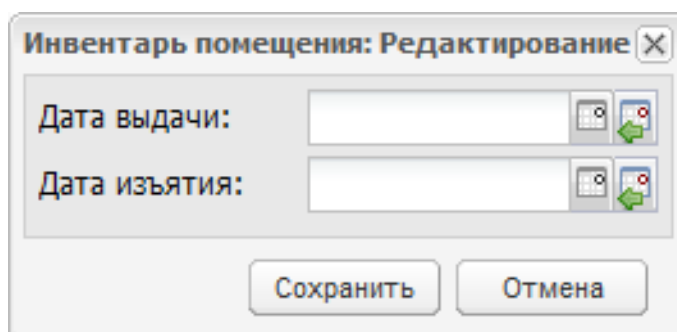 Инвентарь помещения: Редактирование
Дата выдачи:
Дата изъятия:
Сохранить Отмена